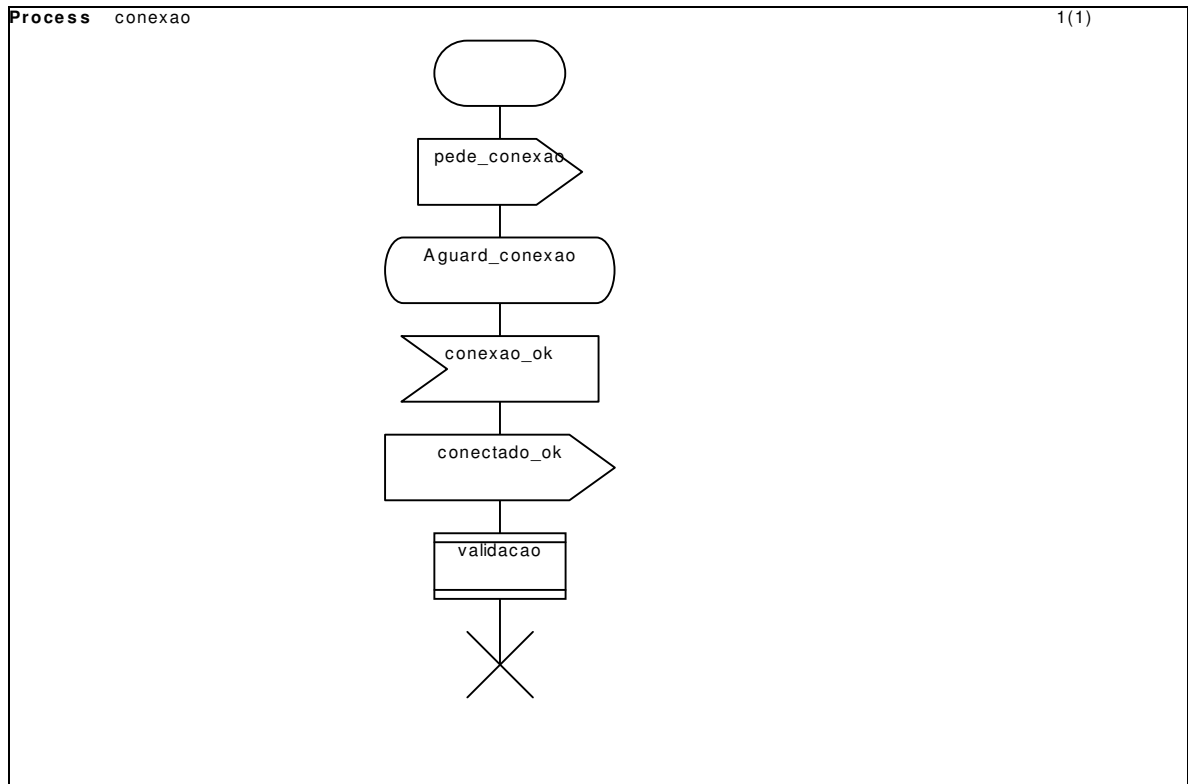 Process conexao 1(1)
pede_conexao
Aguard_conexao
conexao_ok
conectado_ok
validacao